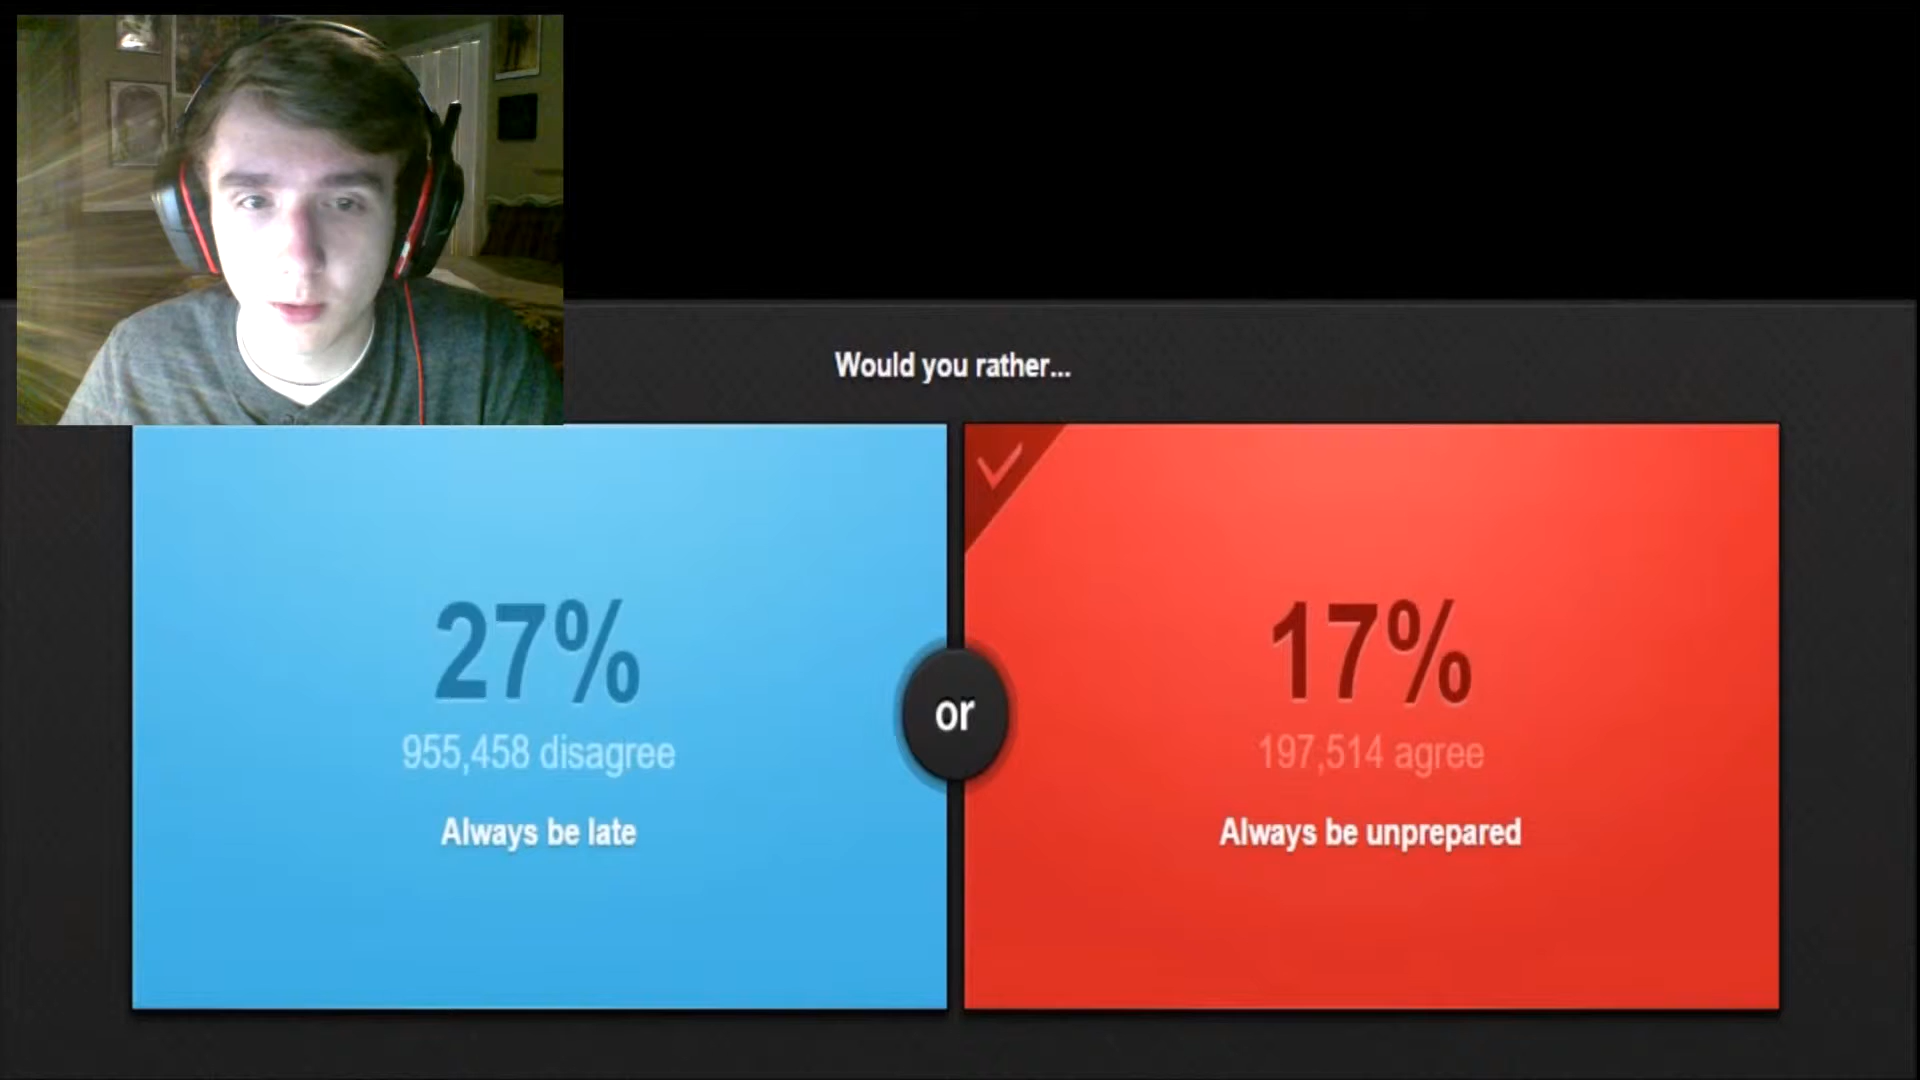 Would you rather...
27%
955,458 disagree
Always be late
or
17%
197,514 agree
Always be unprepared